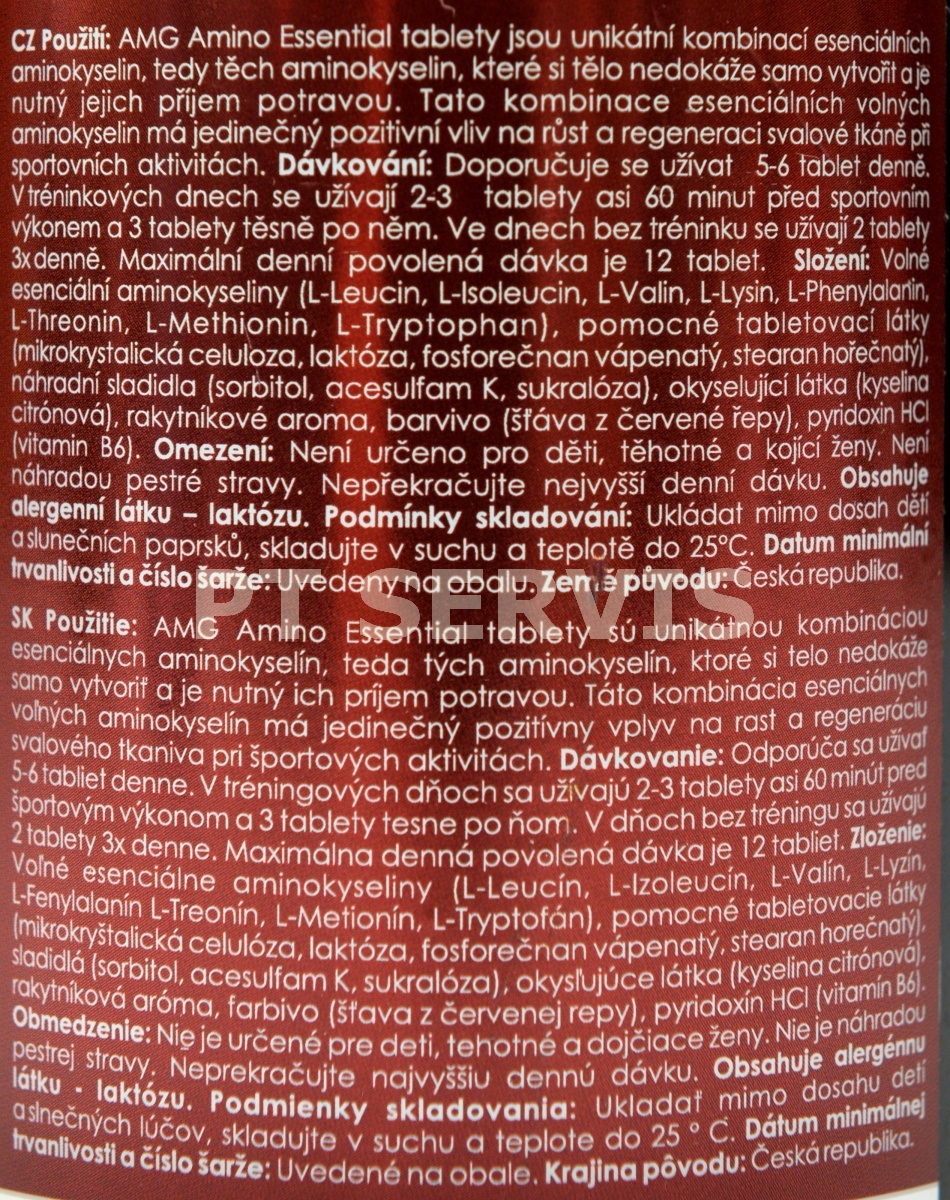 CZ Použití: AMG Amino Essential tablety jsou unikátní kombinací esenciálních
aminokyselin, tedy těch aminokyselin, které si tělo nedokáže samo vytvořit a je
nutný jejich příjem potravou. Tato kombinace esenciálních volných
aminokyselin má jedinečný pozitivní vliv na růst a regeneraci svalové tkáně při
sportovních aktivitách. Dávkování: Doporučuje se užívat 5-6 tablet denně.
V tréninkových dnech se užívají 2-3 tablety asi 60 minut před sportovním
výkonem a 3 tablety těsně po něm. Ve dnech bez tréninku se užívají 2 tablety
3x denně. Maximální denní povolená dávka je 12 tablet. Složení: Volné
esenciální aminokyseliny (L-Leucin, L-Isoleucin, L-Valin, L-Lysin, L-Phenylalanin,
L-Threonin, L-Methionin, L-Tryptophan), pomocné tabletovací látky
(mikrokrystalická celuloza, laktóza, fosforečnan vápenatý, stearan hořečnatý),
náhradní sladidla (sorbitol, acesulfam K, sukralóza), okyselující látka (kyselina
citrónová), rakytníkové aroma, barvivo (šťáva z červené řepy), pyridoxin HCl
(vitamin B6). Omezení: Není určeno pro děti, těhotné a kojící ženy. Není
náhradou pestré stravy. Nepřekračujte nejvyšší denní dávku. Obsahuje
alergenní látku – laktózu. Podmínky skladování: Ukládat mimo dosah dětí
a slunečních paprsků, skladujte v suchu a teplotě do 25°C. Datum minimální
trvanlivosti a číslo šarže: Uvedeny na obalu. Země původu: Česká republika.
PT SERVIS
SK Použitie: AMG Amino Essential tablety sú unikátnou kombináciou
esenciálnych aminokyselín, teda tých aminokyselín, ktoré si telo nedokáže
samo vytvoriť a je nutný ich príjem potravou. Táto kombinácia esenciálnych
voľných aminokyselín má jedinečný pozitívny vplyv na rast a regeneráciu
svalového tkaniva pri športových aktivitách. Dávkovanie: Odporúča sa užívať
5-6 tabliet denne. V tréningových dňoch sa užívajú 2-3 tablety asi 60 minút pred
športovým výkonom a 3 tablety tesne po ňom. V dňoch bez tréningu sa užívajú
2 tablety 3x denne. Maximálna denná povolená dávka je 12 tabliet. Zloženie:
Voľné esenciálne aminokyseliny (L-Leucín, L-Izoleucín, L-Valín, L-Lyzín,
L-Fenylalanín L-Treonín, L-Metionín, L-Tryptofán), pomocné tabletovacie látky
(mikrokryštalická celulóza, laktóza, fosforečnan vápenatý, stearan horečnatý),
sladidlá (sorbitol, acesulfam K, sukralóza), okysľujúce látka (kyselina citrónová),
rakytníková aróma, farbivo (šťava z červenej repy), pyridoxín HCl (vitamín B6).
Obmedzenie: Nie je určené pre deti, tehotné a dojčiace ženy. Nie je náhradou
pestrej stravy. Neprekračujte najvyššiu dennú dávku. Obsahuje alergénnu
látku - laktózu. Podmienky skladovania: Ukladať mimo dosahu detí
a slnečných lúčov, skladujte v suchu a teplote do 25 ° C. Dátum minimálnej
trvanlivosti a číslo šarže: Uvedené na obale. Krajina pôvodu: Česká republika.